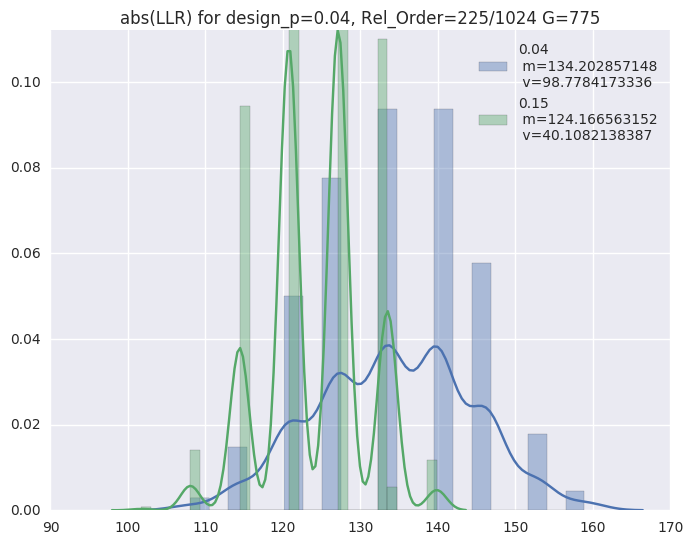 abs(LLR) for design_p=0.04, Rel_Order=225/1024 G=775
0.04
m=134.202857148
v=98.7784173336
0.15
m=124.166563152
v=40.1082138387
0.10
0.08
0.06
0.04
0.02
0.00
90 100 110 120 130 140 150 160 170